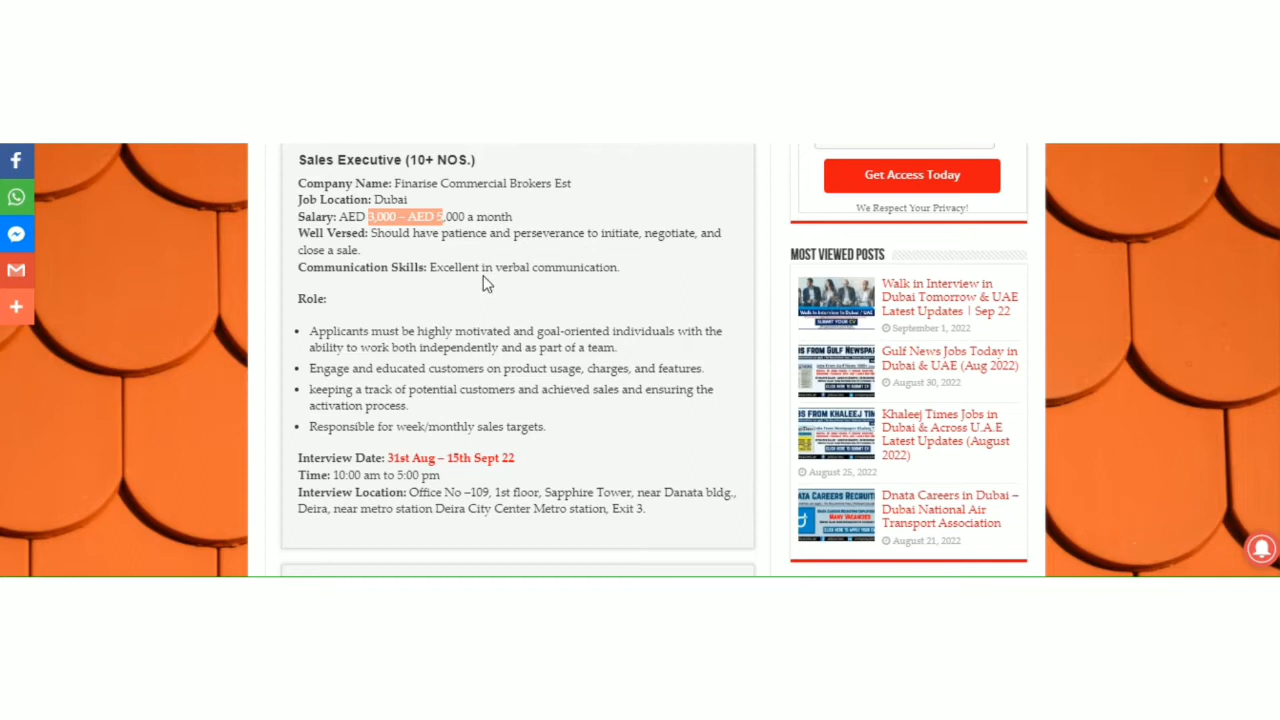 Sales Executive (10+ NOS.)
Company Name: Finarise Commercial Brokers Est
Job Location: Dubai
Salary: AED 3,000 – AED 5,000 a month
Well Versed: Should have patience and perseverance to initiate, negotiate, and
close a sale.
Communication Skills: Excellent in verbal communication.
Role:
Applicants must be highly motivated and goal-oriented individuals with the
ability to work both independently and as part of a team.
Engage and educated customers on product usage, charges, and features.
keeping a track of potential customers and achieved sales and ensuring the
activation process.
Responsible for week/monthly sales targets.
Interview Date: 31st Aug – 15th Sept 22
Time: 10:00 am to 5:00 pm
Interview Location: Office No –109, 1st floor, Sapphire Tower, near Danata bldg.,
Deira, near metro station Deira City Center Metro station, Exit 3.
Get Access Today
We Respect Your Privacy!
MOST VIEWED POSTS
Walk in Interview in
Dubai Tomorrow & UAE
Latest Updates | Sep 22
September 1, 2022
Gulf News Jobs Today in
Dubai & UAE (Aug 2022)
August 30, 2022
Khaleej Times Jobs in
Dubai & Across U.A.E
Latest Updates (August
2022)
August 25, 2022
Dnata Careers in Dubai –
Dubai National Air
Transport Association
August 21, 2022